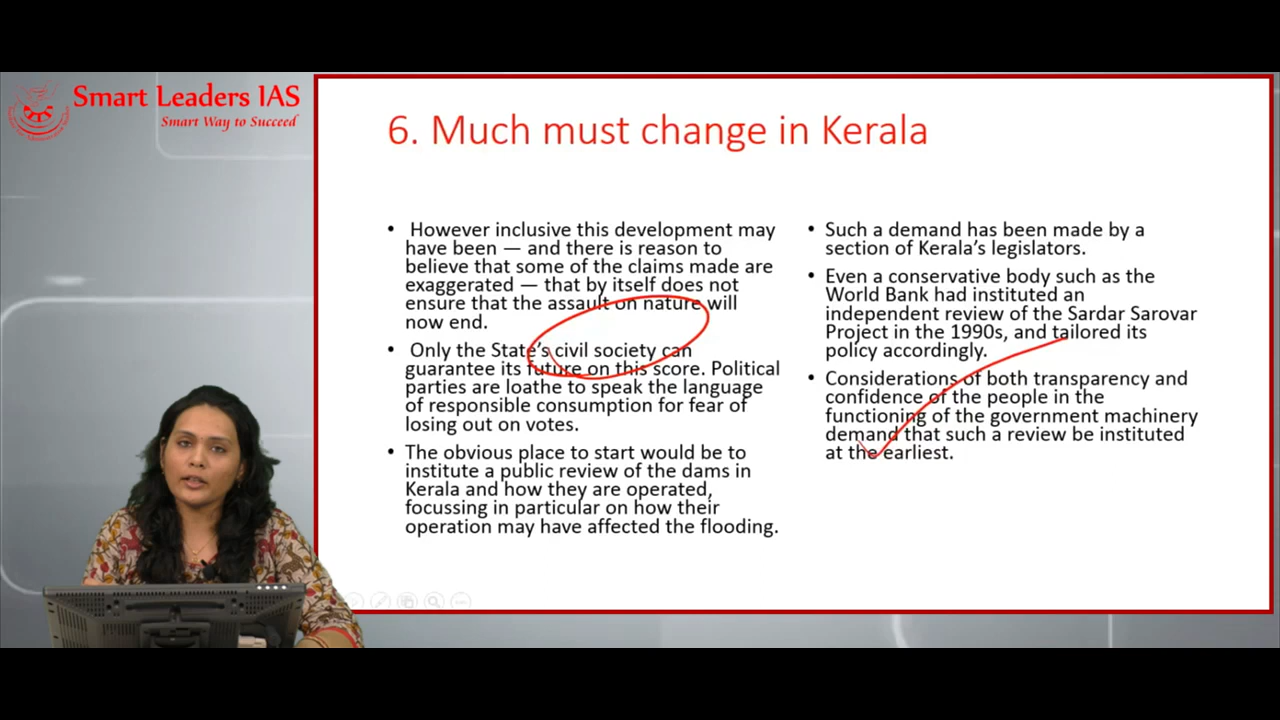 Smart Leaders IAS
Smart Way to Succeed
6. Much must change in Kerala
• However inclusive this development may
have been — and there is reason to
believe that some of the claims made are
exaggerated — that by itself does not
ensure that the assault on nature will
now end.
• Only the State’s civil society can
guarantee its future on this score. Political
parties are loathe to speak the language
of responsible consumption for fear of
losing out on votes.
• The obvious place to start would be to
institute a public review of the dams in
Kerala and how they are operated,
focussing in particular on how their
operation may have affected the flooding.
• Such a demand has been made by a
section of Kerala’s legislators.
• Even a conservative body such as the
World Bank had instituted an
independent review of the Sardar Sarovar
Project in the 1990s, and tailored its
policy accordingly.
• Considerations of both transparency and
confidence of the people in the
functioning of the government machinery
demand that such a review be instituted
at the earliest.